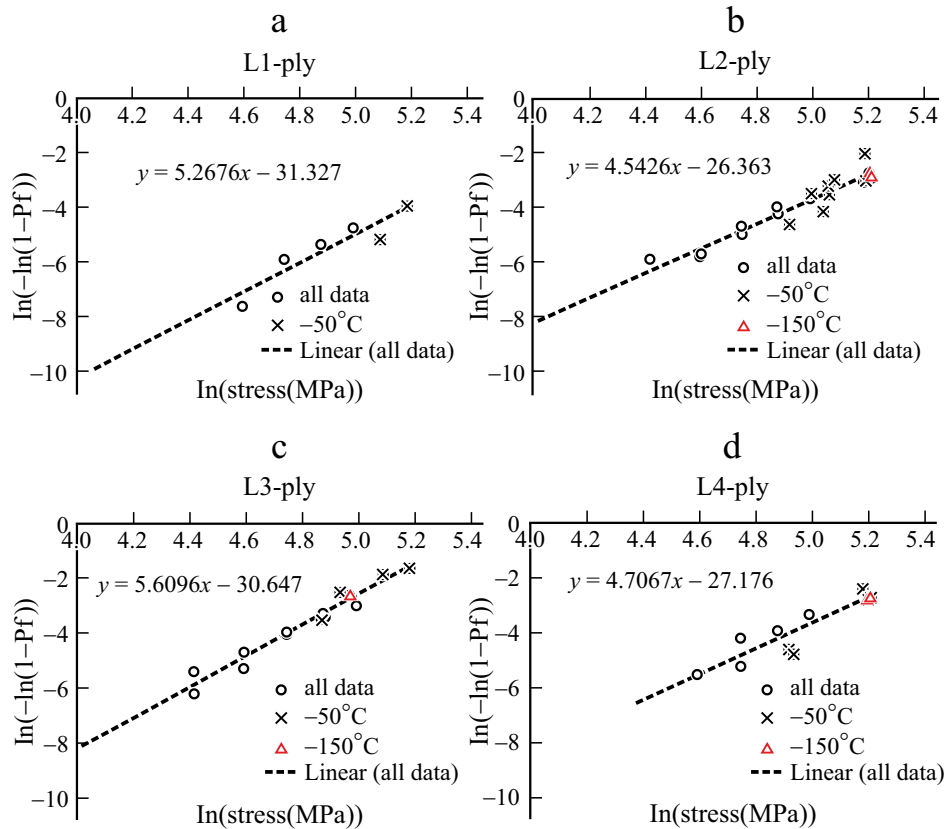 a
L1-ply
0
4.0 4.2 4.4 4.6 4.8 5.0 5.2 5.4
−2
−4
−6
−8
−10
y = 5.2676x − 31.327
all data
−50°C
Linear (all data)
In(−ln(1−Pf))
In(stress(MPa))
b
L2-ply
0
4.0 4.2 4.4 4.6 4.8 5.0 5.2 5.4
−2
−4
−6
−8
−10
y = 4.5426x − 26.363
all data
−50°C
−150°C
Linear (all data)
In(−ln(1−Pf))
In(stress(MPa))
c
L3-ply
0
4.0 4.2 4.4 4.6 4.8 5.0 5.2 5.4
−2
−4
−6
−8
−10
y = 5.6096x − 30.647
all data
−50°C
−150°C
Linear (all data)
In(−ln(1−Pf))
In(stress(MPa))
d
L4-ply
0
4.0 4.2 4.4 4.6 4.8 5.0 5.2 5.4
−2
−4
−6
−8
−10
y = 4.7067x − 27.176
all data
−50°C
−150°C
Linear (all data)
In(−ln(1−Pf))
In(stress(MPa))